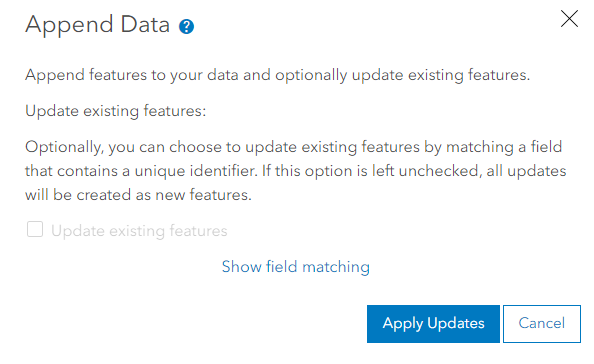 Append Data ?
Append features to your data and optionally update existing features.
Update existing features:
Optionally, you can choose to update existing features by matching a field
that contains a unique identifier. If this option is left unchecked, all updates
will be created as new features.
Update existing features
Show field matching
Apply Updates
Cancel